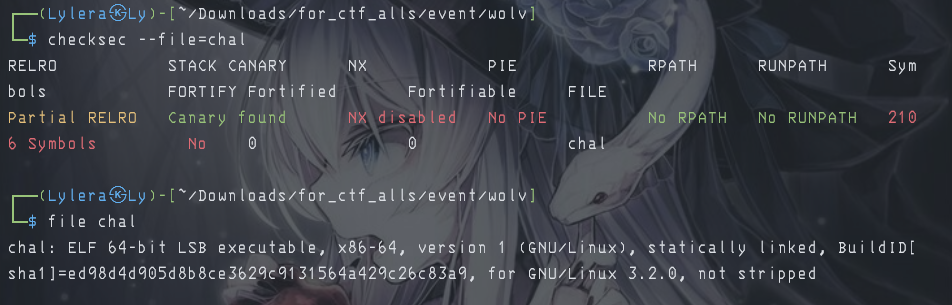 ┌──(Lylera㉿Ly)-[~/Downloads/for_ctf_alls/event/wolv]
└─$ checksec --file=chal
RELRO           STACK CANARY      NX            PIE             RPATH      RUNPATH      Sym
bols            FORTIFY Fortified       Fortifiable     FILE
Partial RELRO   Canary found      NX disabled   No PIE          No RPATH   No RUNPATH   210
6 Symbols         No    0               0               chal
┌──(Lylera㉿Ly)-[~/Downloads/for_ctf_alls/event/wolv]
└─$ file chal
chal: ELF 64-bit LSB executable, x86-64, version 1 (GNU/Linux), statically linked, BuildID[
sha1]=ed98d4d905d8b8ce3629c9131564a429c26c83a9, for GNU/Linux 3.2.0, not stripped